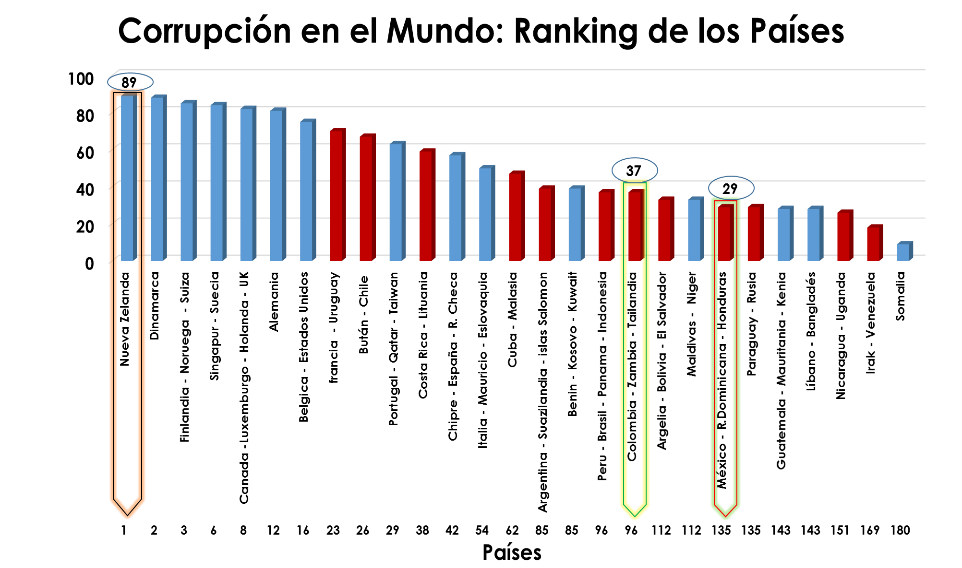 Corrupción en el Mundo: Ranking de los Países
100
80
60
40
20
0
89
37
29
Nueva Zelanda
Dinamarca
Finlandia - Noruega - Suiza
Singapur - Suecia
Canada -Luxemburgo - Holanda - UK
Alemania
Belgica - Estados Unidos
francia - Uruguay
Bután - Chile
Portugal - Qatar - Taiwan
Costa Rica - Lituania
Chipre - España - R. Checa
Italia - Mauricio - Eslovaquia
Cuba - Malasia
Argentina - Suazilandia - islas Salomon
Benin - Kosovo - Kuwait
Peru - Brasil - Panama - Indonesia
Colombia - Zambia - Tailandia
Argelia - Bolivia - El Salvador
Maldivas - Niger
México - R.Dominicana - Honduras
Paraguay - Rusia
Guatemala - Mauritania - Kenia
Líbano - Bangladés
Nicaragua - Uganda
Irak - Venezuela
Somalia
1 2 3 6 8 12 16 23 26 29 38 42 54 62 85 85 96 96 112 112 135 135 143 143 151 169 180
Países